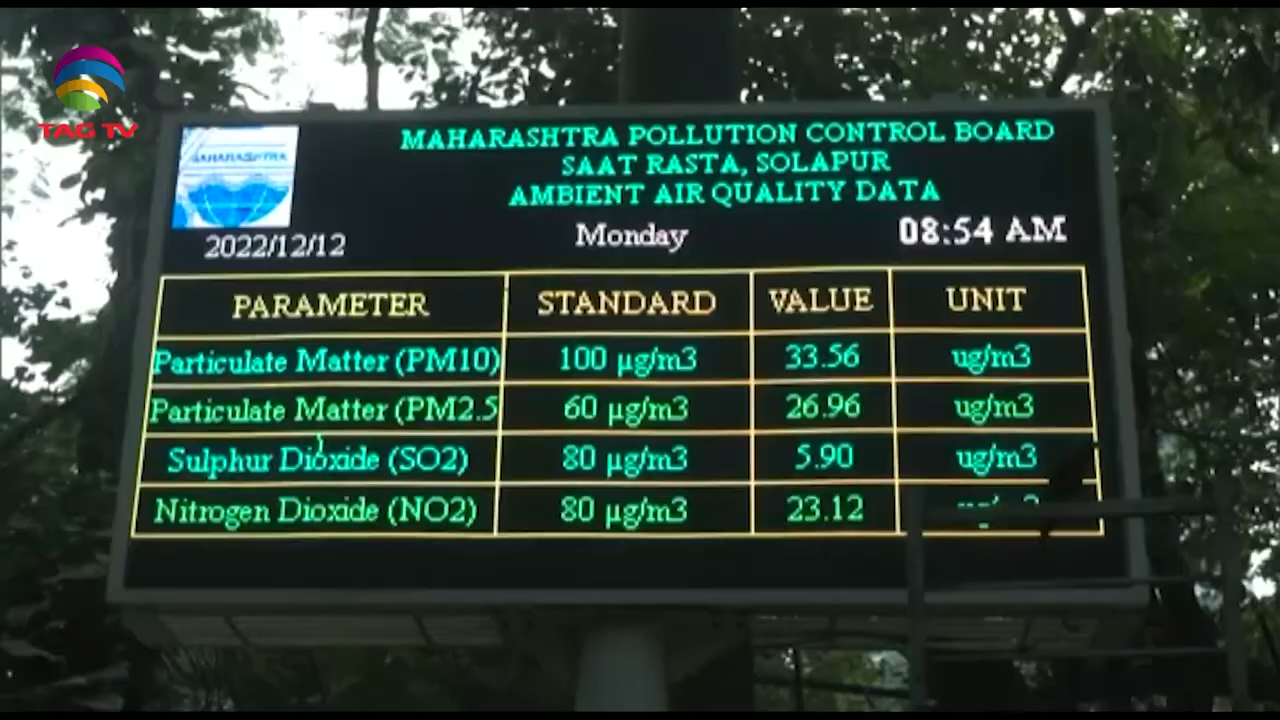 TAG TV
MAHARASHTRA POLLUTION CONTROL BOARD
SAAT RASTA, SOLAPUR
AMBIENT AIR QUALITY DATA
MAHARASHTRA
2022/12/12 Monday 08:54 AM
PARAMETER STANDARD VALUE UNIT
Particulate Matter (PM10) 100 µg/m3 33.56 ug/m3
Particulate Matter (PM2.5 60 µg/m3 26.96 ug/m3
Sulphur Dioxide (SO2) 80 µg/m3 5.90 ug/m3
Nitrogen Dioxide (NO2) 80 µg/m3 23.12